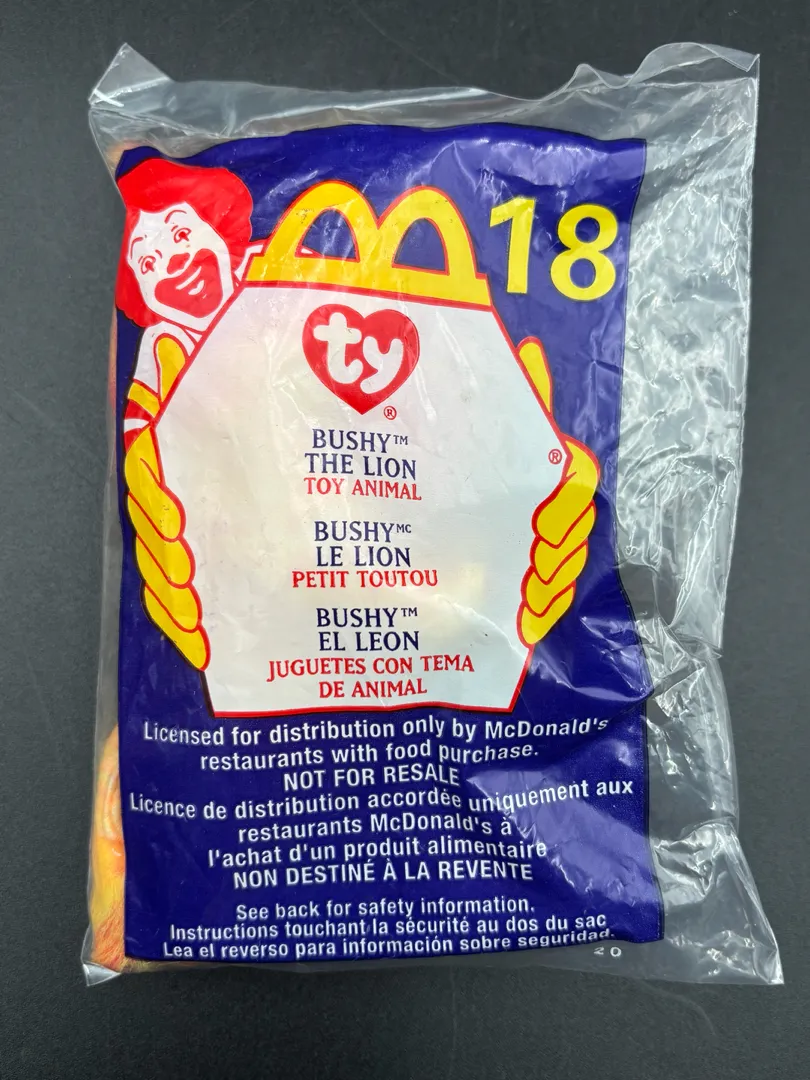 18
ty
®
BUSHY™
THE LION
TOY ANIMAL
®
BUSHYMC
LE LION
PETIT TOUTOU
BUSHY™
EL LEON
JUGUETES CON TEMA
DE ANIMAL
Licensed for distribution only by McDonald's
restaurants with food purchase.
NOT FOR RESALE
Licence de distribution accordée uniquement aux
restaurants McDonald's à
l'achat d'un produit alimentaire
NON DESTINÉ À LA REVENTE
See back for safety information.
Instructions touchant la sécurité au dos du sac
Lea el reverso para información sobre seguridad.
20